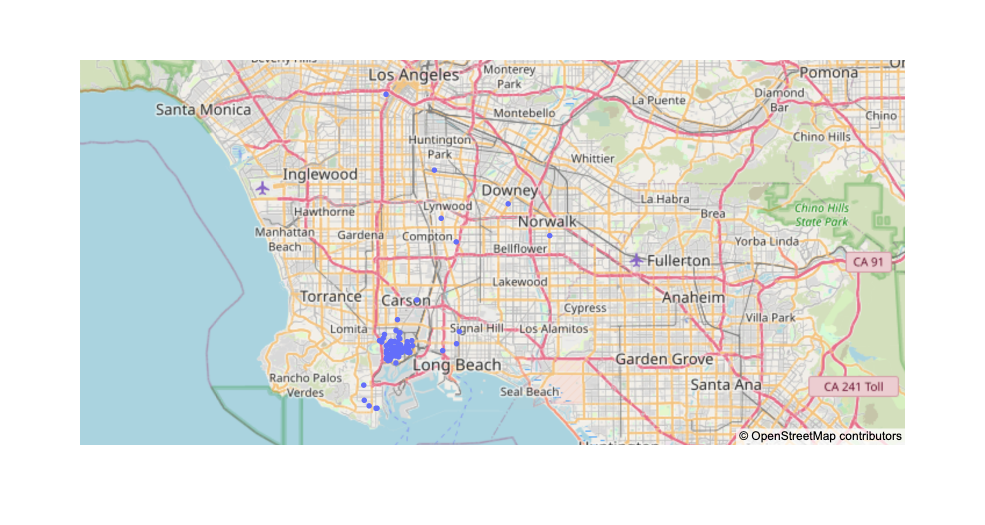 Beverly Hills
Los Angeles
Monterey
Park
Pomona
Santa Monica
La Puente
Diamond
Bar
Montebello
Chino
Huntington
Park
Chino Hills
Whittier
Inglewood
Downey
La Habra
Hawthorne
Lynwood
Norwalk
Brea
Chino Hills
State Park
Manhattan
Beach
Gardena
Compton
Bellflower
Yorba Linda
Fullerton
CA 91
Lakewood
Torrance
Carson
Cypress
Anaheim
Villa Park
Lomita
Signal Hill
Los Alamitos
Long Beach
Garden Grove
Rancho Palos
Verdes
Seal Beach
Santa Ana
CA 241 Toll
© OpenStreetMap contributors